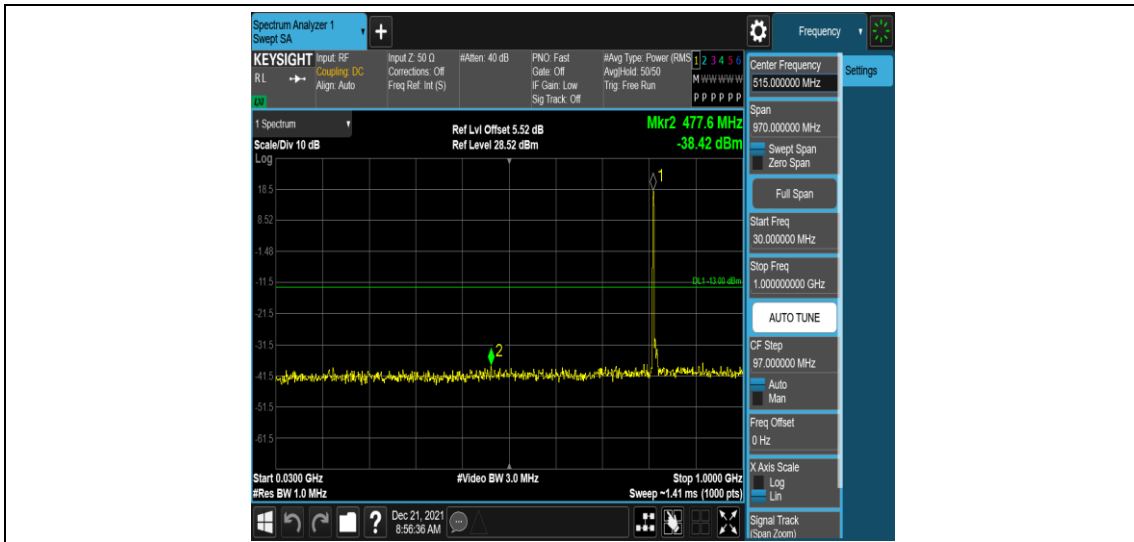 Spectrum Analyzer 1
Swept SA
+
Frequency
KEYSIGHT
RL
LXI
Input: RF
Coupling: DC
Align: Auto
Input Z: 50 Ω
Corrections: Off
Freq Ref: Int (S)
#Atten: 40 dB
PNO: Fast
Gate: Off
IF Gain: Low
Sig Track: Off
#Avg Type: Power (RMS
Avg|Hold: 50/50
Trig: Free Run
1 2 3 4 5 6
M W W W W W
P P P P P P
1 Spectrum
Scale/Div 10 dB
Ref Lvl Offset 5.52 dB
Ref Level 28.52 dBm
Mkr2 477.6 MHz
-38.42 dBm
Log
18.5
8.52
-1.48
-11.5
-21.5
-31.5
-41.5
-51.5
-61.5
1
DL1 -13.00 dBm
2
Start 0.0300 GHz
#Res BW 1.0 MHz
#Video BW 3.0 MHz
Stop 1.0000 GHz
Sweep ~1.41 ms (1000 pts)
Center Frequency
515.000000 MHz
Settings
Span
970.000000 MHz
Swept Span
Zero Span
Full Span
Start Freq
30.000000 MHz
Stop Freq
1.000000000 GHz
AUTO TUNE
CF Step
97.000000 MHz
Auto
Man
Freq Offset
0 Hz
X Axis Scale
Log
Lin
Signal Track
(Span Zoom)
?
Dec 21, 2021
8:56:36 AM